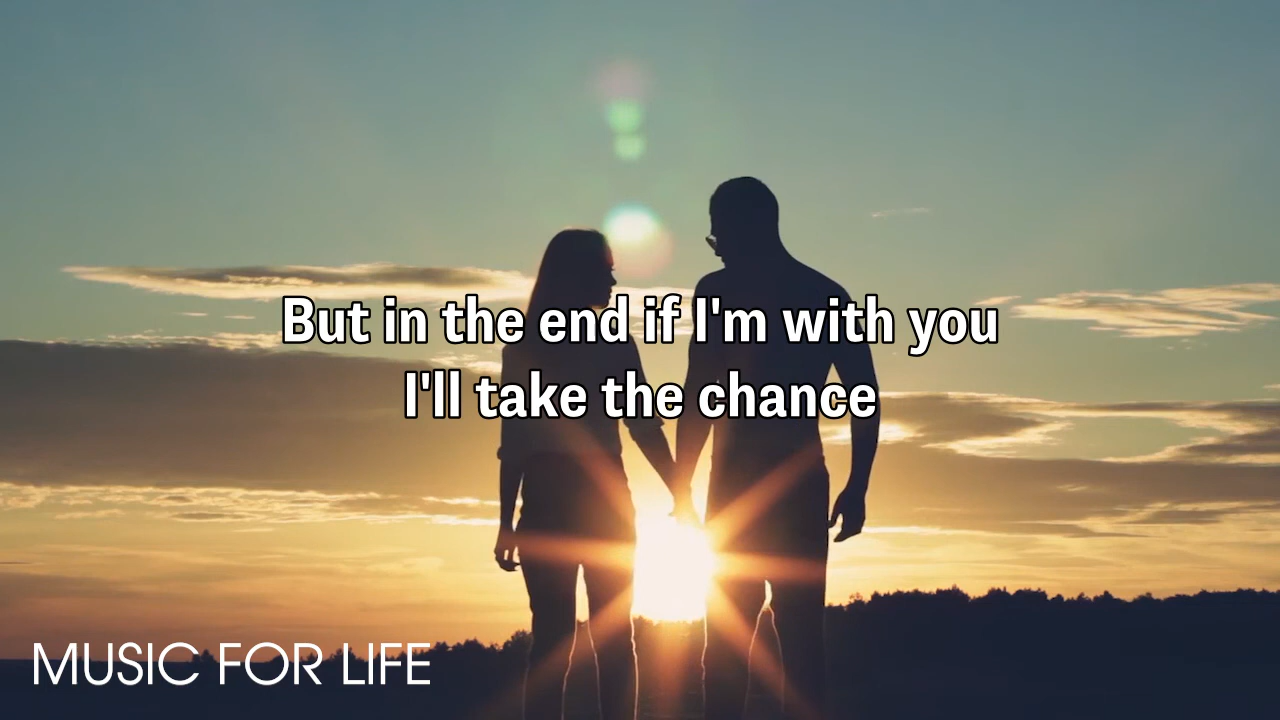 But in the end if I'm with you
I'll take the chance
MUSIC FOR LIFE